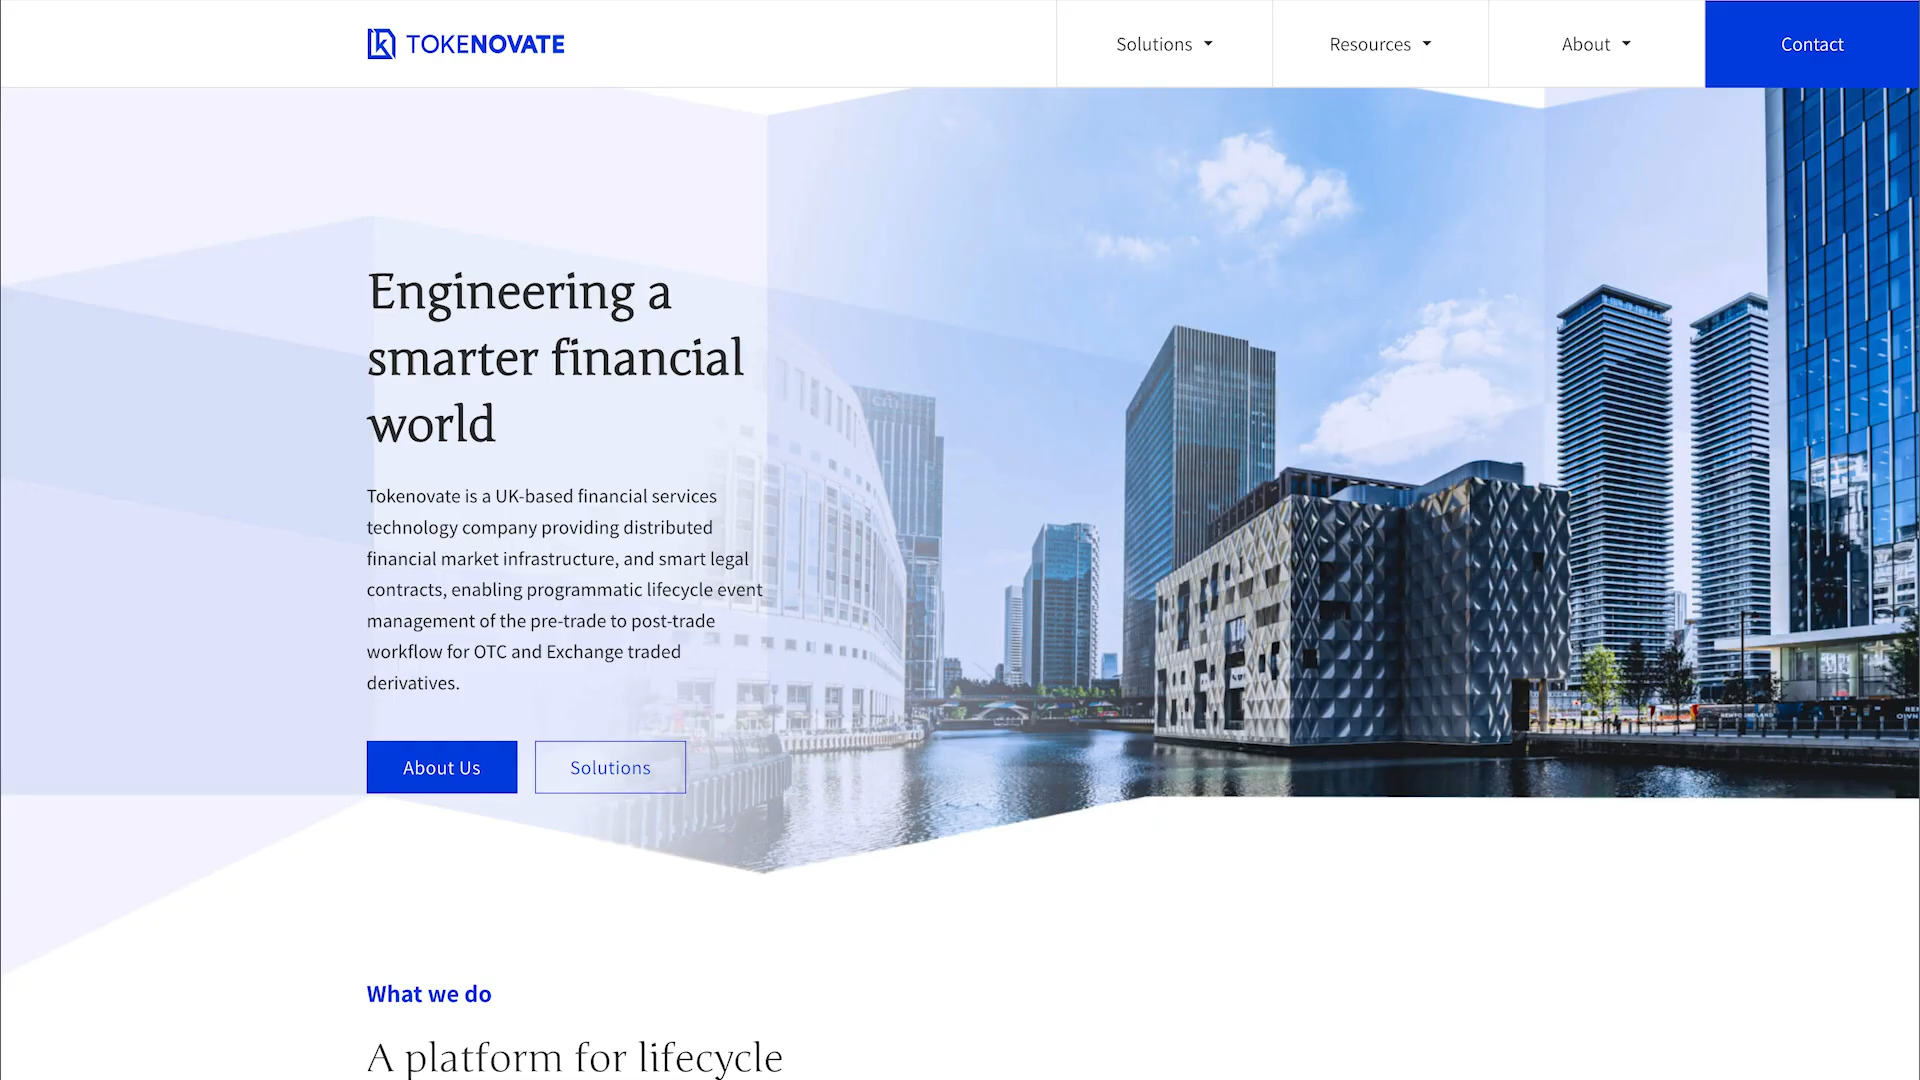 TOKENOVATE
Solutions
Resources
About
Contact
Engineering a
smarter financial
world
Tokenovate is a UK-based financial services
technology company providing distributed
financial market infrastructure, and smart legal
contracts, enabling programmatic lifecycle event
management of the pre-trade to post-trade
workflow for OTC and Exchange traded
derivatives.
About Us
Solutions
citi
NEWFOUNDLAND
What we do
A platform for lifecycle